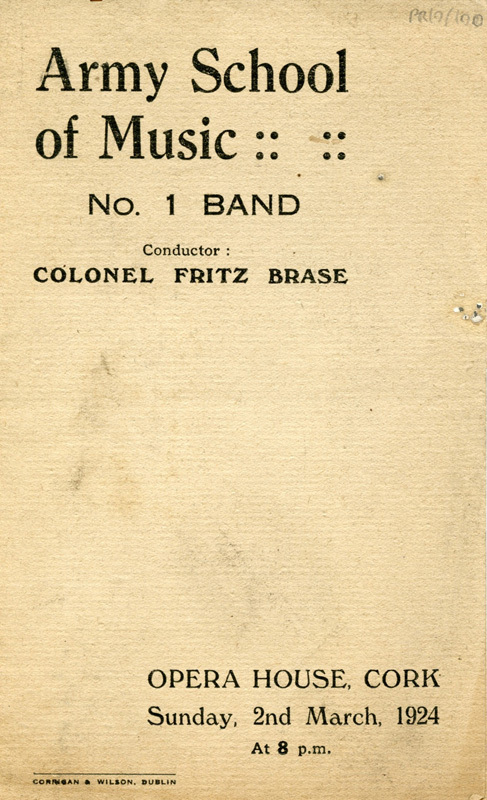 Army School
of Music :: ::
No. 1 BAND
Conductor :
COLONEL FRITZ BRASE
OPERA HOUSE, CORK
Sunday, 2nd March, 1924
At 8 p.m.
CORRIGAN & WILSON, DUBLIN